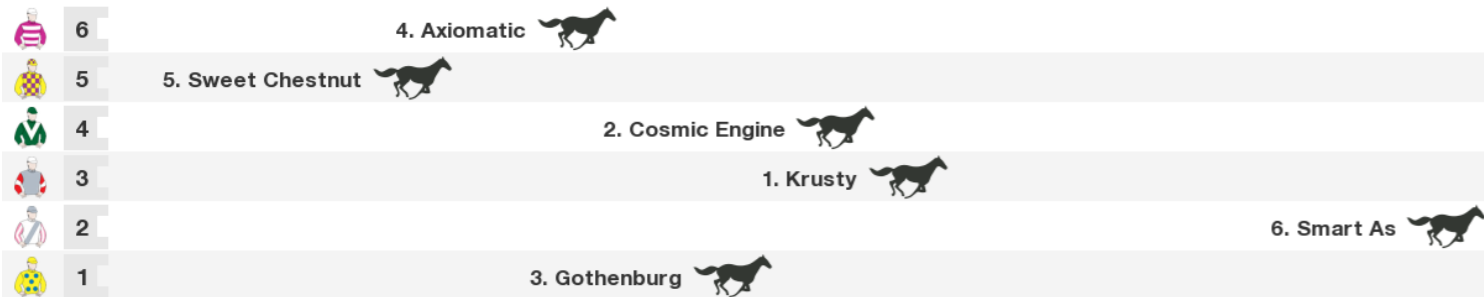 6 4. Axiomatic
5 5. Sweet Chestnut
4 2. Cosmic Engine
3 1. Krusty
2 6. Smart As
1 3. Gothenburg